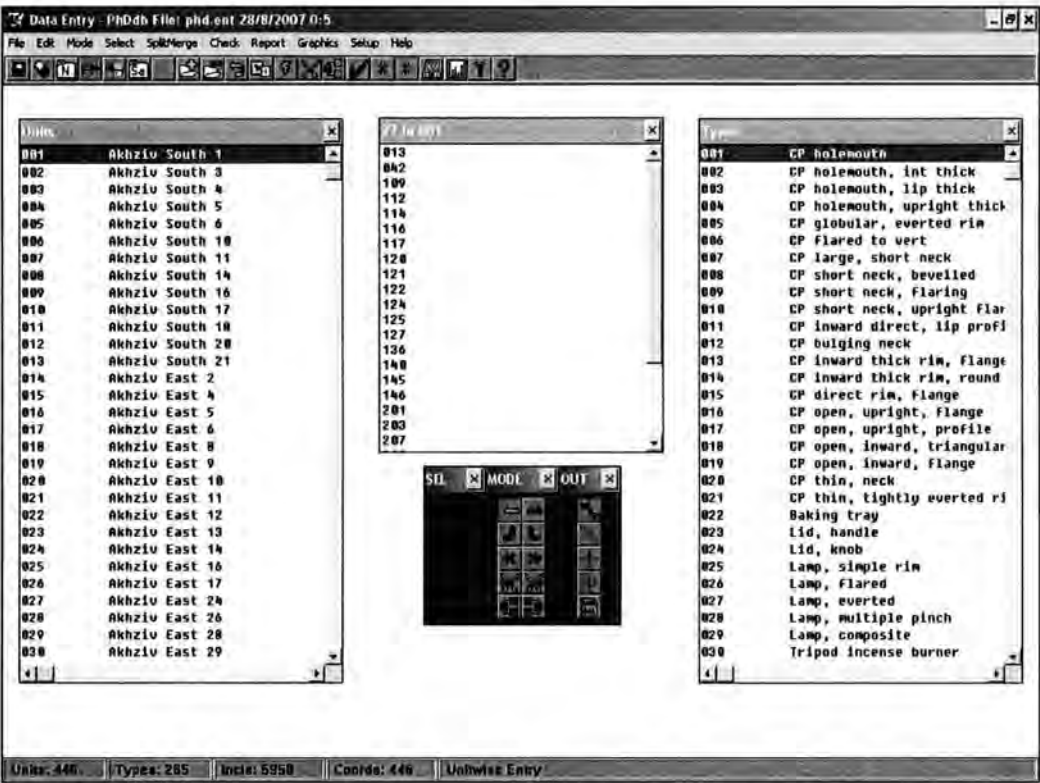 Data Entry - PhDdb File: phd.ent 28/8/2007 0:5
File Edit Mode Select SplitMerge Check Report Graphics Setup Help
Units
001 Akhziv South 1
002 Akhziv South 3
003 Akhziv South 4
004 Akhziv South 5
005 Akhziv South 6
006 Akhziv South 10
007 Akhziv South 11
008 Akhziv South 14
009 Akhziv South 16
010 Akhziv South 17
011 Akhziv South 18
012 Akhziv South 20
013 Akhziv South 21
014 Akhziv East 2
015 Akhziv East 4
016 Akhziv East 5
017 Akhziv East 6
018 Akhziv East 8
019 Akhziv East 9
020 Akhziv East 10
021 Akhziv East 11
022 Akhziv East 12
023 Akhziv East 13
024 Akhziv East 14
025 Akhziv East 16
026 Akhziv East 17
027 Akhziv East 24
028 Akhziv East 26
029 Akhziv East 28
030 Akhziv East 29
27 in 001
013
042
109
112
114
116
117
120
121
122
124
125
127
136
140
145
146
201
203
207
SEL MODE OUT
Types
001 CP holemouth
002 CP holemouth, int thick
003 CP holemouth, lip thick
004 CP holemouth, upright thick
005 CP globular, everted rim
006 CP flared to vert
007 CP large, short neck
008 CP short neck, bevelled
009 CP short neck, flaring
010 CP short neck, upright flar
011 CP inward direct, lip profi
012 CP bulging neck
013 CP inward thick rim, flange
014 CP inward thick rim, round
015 CP direct rim, flange
016 CP open, upright, flange
017 CP open, upright, profile
018 CP open, inward, triangular
019 CP open, inward, flange
020 CP thin, neck
021 CP thin, tightly everted ri
022 Baking tray
023 Lid, handle
024 Lid, knob
025 Lamp, simple rim
026 Lamp, flared
027 Lamp, everted
028 Lamp, multiple pinch
029 Lamp, composite
030 Tripod incense burner
Units: 446 Types: 265 Incis: 5950 Coords: 446 Unitwise Entry